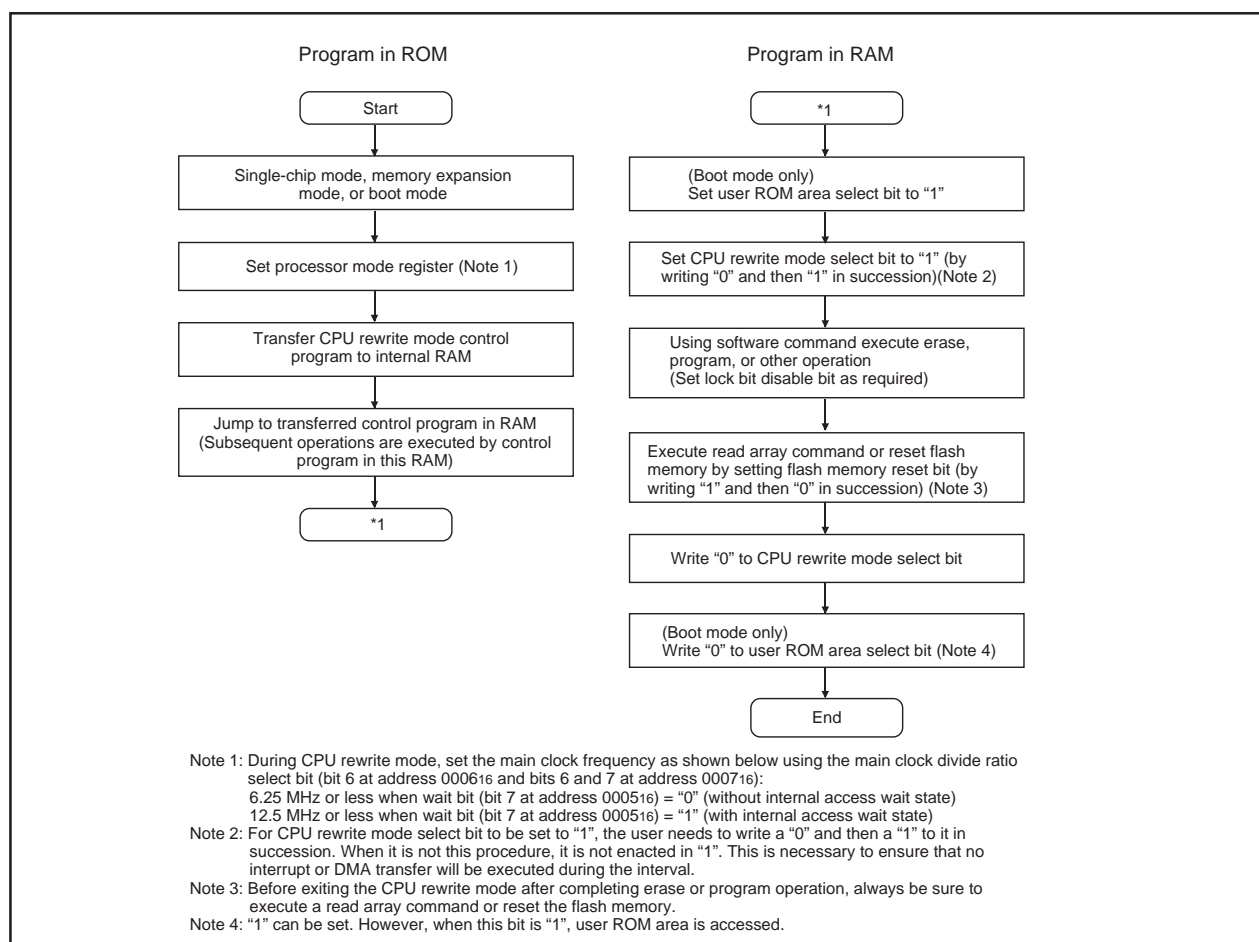 Program in ROM
Start
Single-chip mode, memory expansion
mode, or boot mode
Set processor mode register (Note 1)
Transfer CPU rewrite mode control
program to internal RAM
Jump to transferred control program in RAM
(Subsequent operations are executed by control
program in this RAM)
*1
Program in RAM
*1
(Boot mode only)
Set user ROM area select bit to “1”
Set CPU rewrite mode select bit to “1” (by
writing “0” and then “1” in succession)(Note 2)
Using software command execute erase,
program, or other operation
(Set lock bit disable bit as required)
Execute read array command or reset flash
memory by setting flash memory reset bit (by
writing “1” and then “0” in succession) (Note 3)
Write “0” to CPU rewrite mode select bit
(Boot mode only)
Write “0” to user ROM area select bit (Note 4)
End
Note 1: During CPU rewrite mode, set the main clock frequency as shown below using the main clock divide ratio
select bit (bit 6 at address 000616 and bits 6 and 7 at address 000716):
6.25 MHz or less when wait bit (bit 7 at address 000516) = “0” (without internal access wait state)
12.5 MHz or less when wait bit (bit 7 at address 000516) = “1” (with internal access wait state)
Note 2: For CPU rewrite mode select bit to be set to “1”, the user needs to write a “0” and then a “1” to it in
succession. When it is not this procedure, it is not enacted in “1”. This is necessary to ensure that no
interrupt or DMA transfer will be executed during the interval.
Note 3: Before exiting the CPU rewrite mode after completing erase or program operation, always be sure to
execute a read array command or reset the flash memory.
Note 4: “1” can be set. However, when this bit is “1”, user ROM area is accessed.